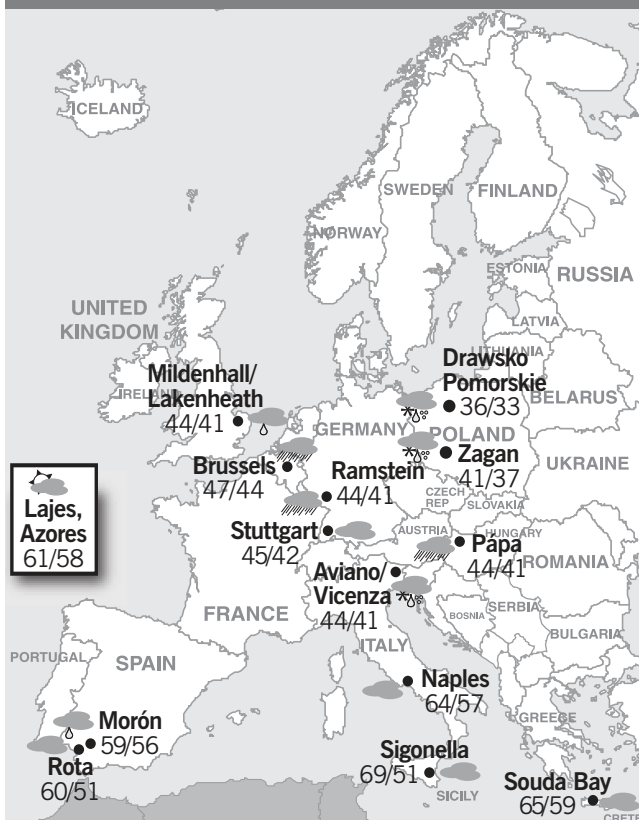 ICELAND
SWEDEN
FINLAND
NORWAY
ESTONIA
RUSSIA
LATVIA
UNITED
KINGDOM
LITHUANIA
Drawsko
Pomorskie
36/33
Mildenhall/
Lakenheath
44/41
IRELAND
BELARUS
GERMANY
POLAND
Zagan
41/37
Brussels
47/44
Ramstein
44/41
UKRAINE
CZECH
REP
SLOVAKIA
Lajes,
Azores
61/58
Stuttgart
45/42
AUSTRIA
HUNGARY
Pápa
44/41
ROMANIA
Aviano/
Vicenza
44/41
FRANCE
BOSNIA
SERBIA
BULGARIA
ITALY
PORTUGAL
SPAIN
Naples
64/57
Morón
59/56
GREECE
Rota
60/51
Sigonella
69/51
SICILY
Souda Bay
65/59
CRETE